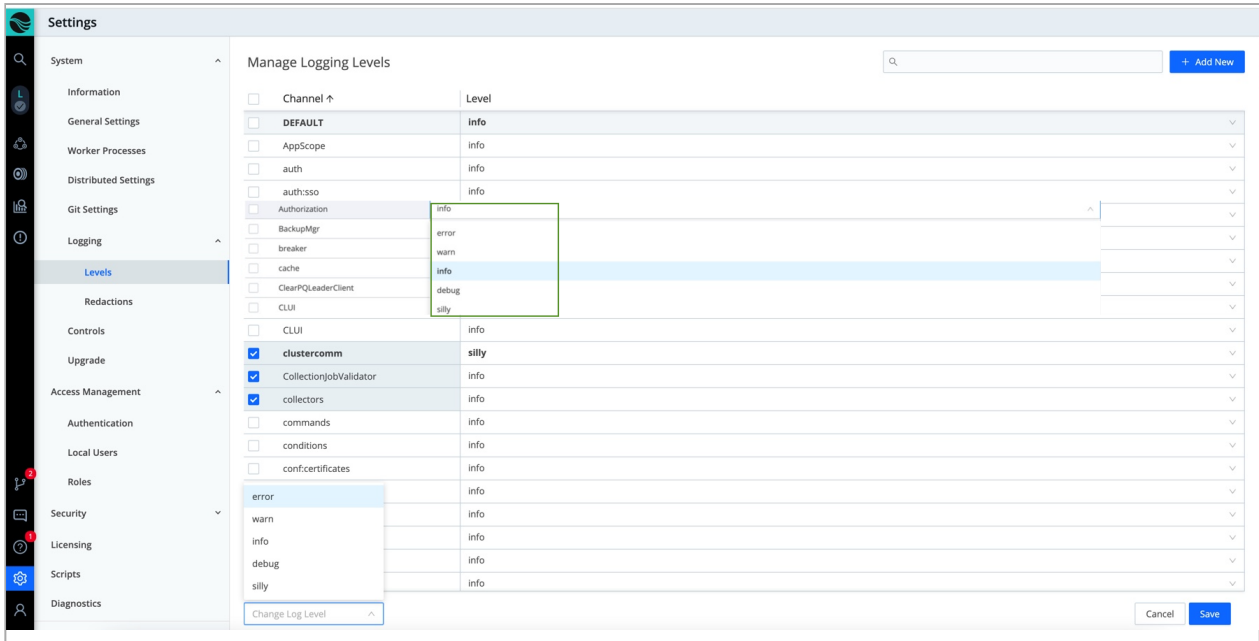 Settings
L
2
1
System
Information
General Settings
Worker Processes
Distributed Settings
Git Settings
Logging
Levels
Redactions
Controls
Upgrade
Access Management
Authentication
Local Users
Roles
Security
Licensing
Scripts
Diagnostics
Manage Logging Levels
+ Add New
Channel ↑ Level
DEFAULT info
AppScope info
auth info
auth:sso info
Authorization info
BackupMgr error
breaker warn
cache info
ClearPQLeaderClient debug
CLUI silly
CLUI info
clustercomm silly
CollectionJobValidator info
collectors info
commands info
conditions info
conf:certificates info
info
info
info
info
info
error
warn
info
debug
silly
Change Log Level
Cancel Save